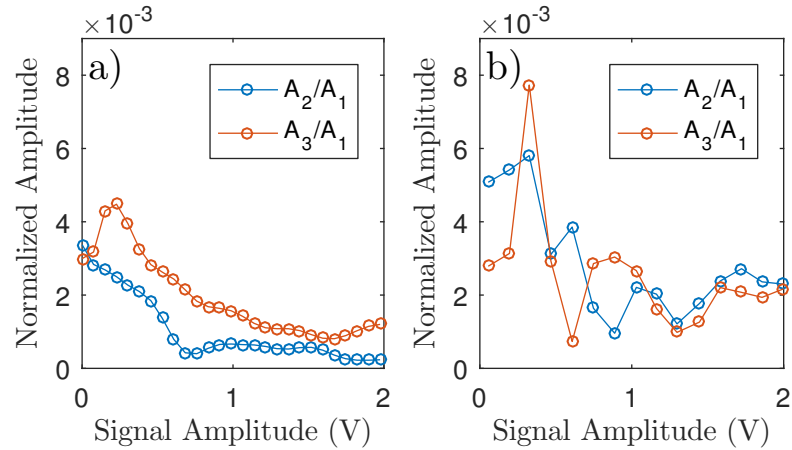 ×10⁻³
a)
A₂/A₁
A₃/A₁
8
6
4
2
0
0 1 2
Normalized Amplitude
Signal Amplitude (V)
×10⁻³
b)
A₂/A₁
A₃/A₁
8
6
4
2
0
0 1 2
Normalized Amplitude
Signal Amplitude (V)